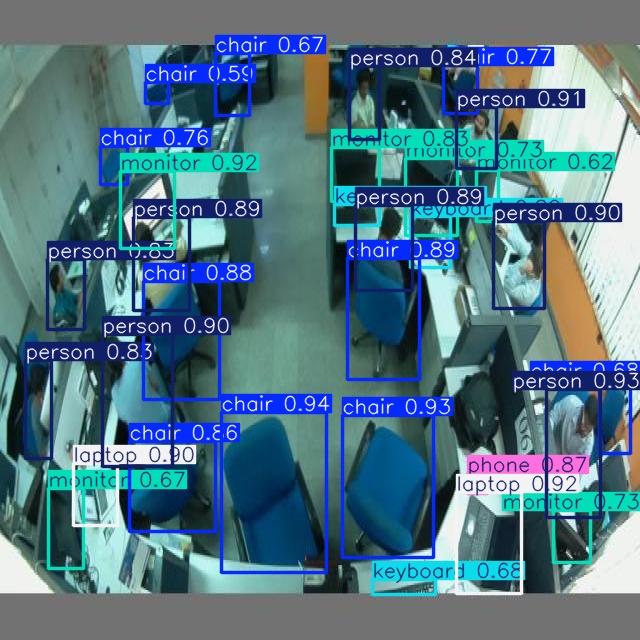 chair 0.67
person 0.84
0.77
chair 0.59
person 0.91
chair 0.76
monitor 0.83
monitor 0.73
monitor 0.92
monitor 0.62
person 0.89
person 0.89
person 0.90
person 0.83
chair 0.89
chair 0.88
person 0.90
person 0.83
chair 0.68
person 0.93
chair 0.94
chair 0.93
chair 0.86
laptop 0.90
phone 0.87
monitor 0.67
laptop 0.92
monitor 0.73
keyboard 0.68